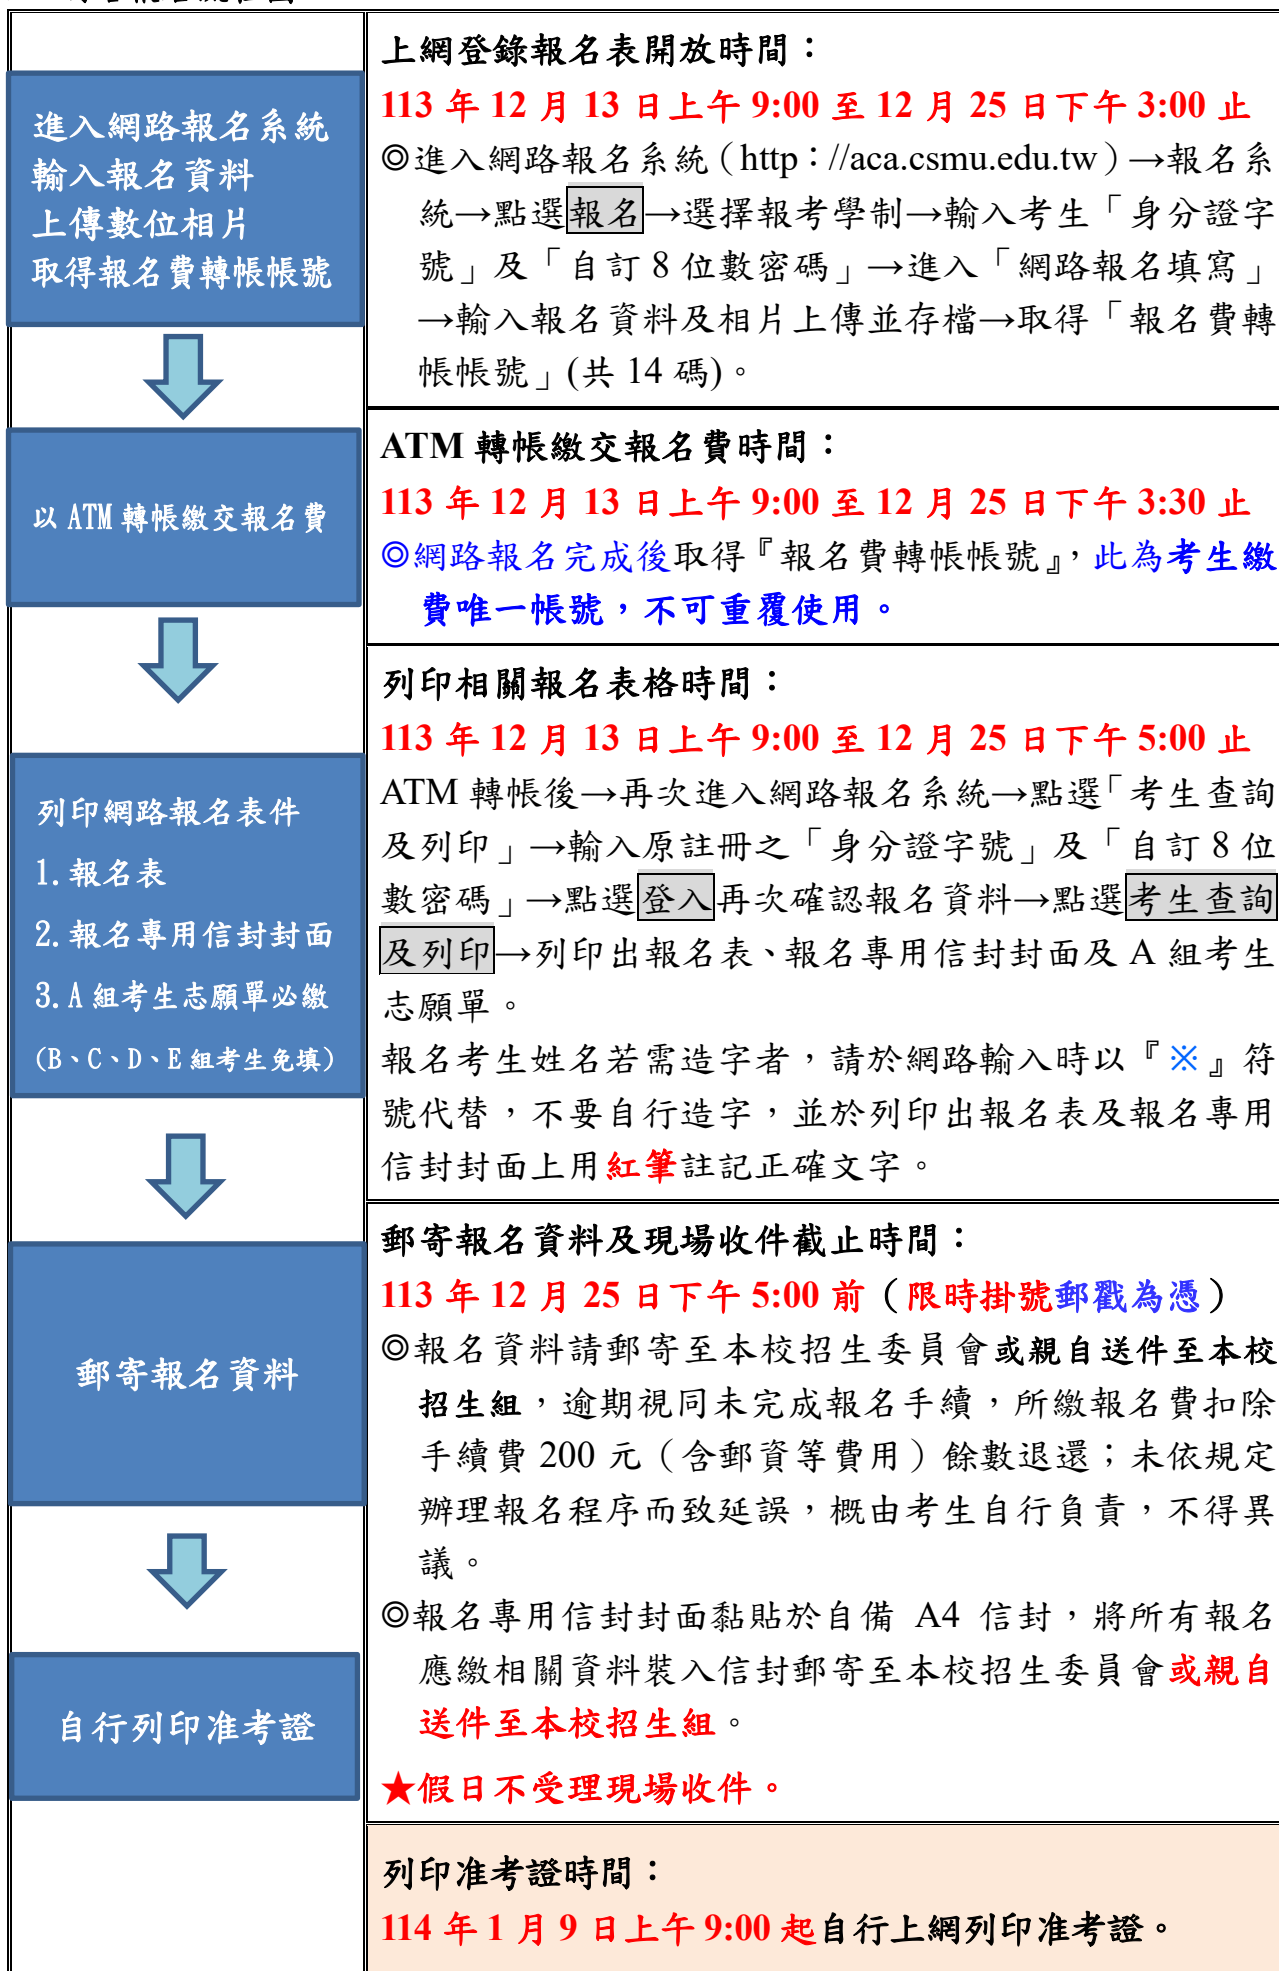 進入網路報名系統
輸入報名資料
上傳數位相片
取得報名費轉帳帳號
上網登錄報名表開放時間：
113 年 12 月 13 日上午 9:00 至 12 月 25 日下午 3:00 止
◎進入網路報名系統（http：//aca.csmu.edu.tw）→報名系
統→點選報名→選擇報考學制→輸入考生「身分證字
號」及「自訂 8 位數密碼」→進入「網路報名填寫」
→輸入報名資料及相片上傳並存檔→取得「報名費轉
帳帳號」(共 14 碼)。
以 ATM 轉帳繳交報名費
ATM 轉帳繳交報名費時間：
113 年 12 月 13 日上午 9:00 至 12 月 25 日下午 3:30 止
◎網路報名完成後取得『報名費轉帳帳號』，此為考生繳
費唯一帳號，不可重覆使用。
列印網路報名表件
1.報名表
2.報名專用信封封面
3.A 組考生志願單必繳
(B、C、D、E 組考生免填)
列印相關報名表格時間：
113 年 12 月 13 日上午 9:00 至 12 月 25 日下午 5:00 止
ATM 轉帳後→再次進入網路報名系統→點選「考生查詢
及列印」→輸入原註冊之「身分證字號」及「自訂 8 位
數密碼」→點選登入再次確認報名資料→點選考生查詢
及列印→列印出報名表、報名專用信封封面及 A 組考生
志願單。
報名考生姓名若需造字者，請於網路輸入時以『※』符
號代替，不要自行造字，並於列印出報名表及報名專用
信封封面上用紅筆註記正確文字。
郵寄報名資料
郵寄報名資料及現場收件截止時間：
113 年 12 月 25 日下午 5:00 前（限時掛號郵戳為憑）
◎報名資料請郵寄至本校招生委員會或親自送件至本校
招生組，逾期視同未完成報名手續，所繳報名費扣除
手續費 200 元（含郵資等費用）餘數退還；未依規定
辦理報名程序而致延誤，概由考生自行負責，不得異
議。
◎報名專用信封封面黏貼於自備 A4 信封，將所有報名
應繳相關資料裝入信封郵寄至本校招生委員會或親自
送件至本校招生組。
★假日不受理現場收件。
自行列印准考證
列印准考證時間：
114 年 1 月 9 日上午 9:00 起自行上網列印准考證。